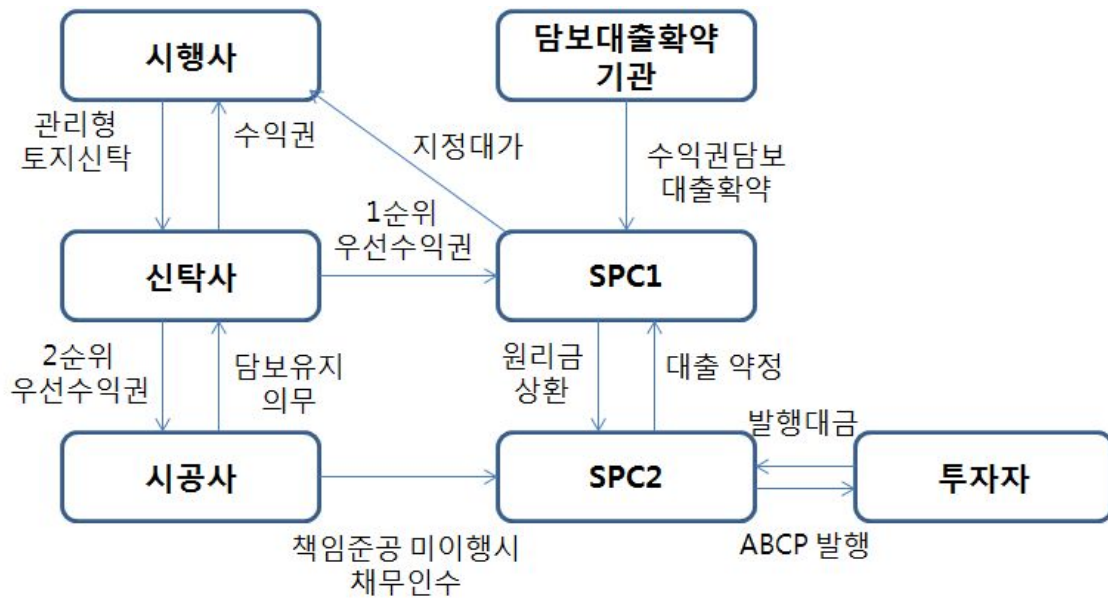 시행사
담보대출확약
기관
관리형
토지신탁
수익권
지정대가
수익권담보
대출확약
1순위
우선수익권
신탁사
SPC1
2순위
우선수익권
담보유지
의무
원리금
상환
대출 약정
발행대금
시공사
SPC2
투자자
책임준공 미이행시
채무인수
ABCP 발행